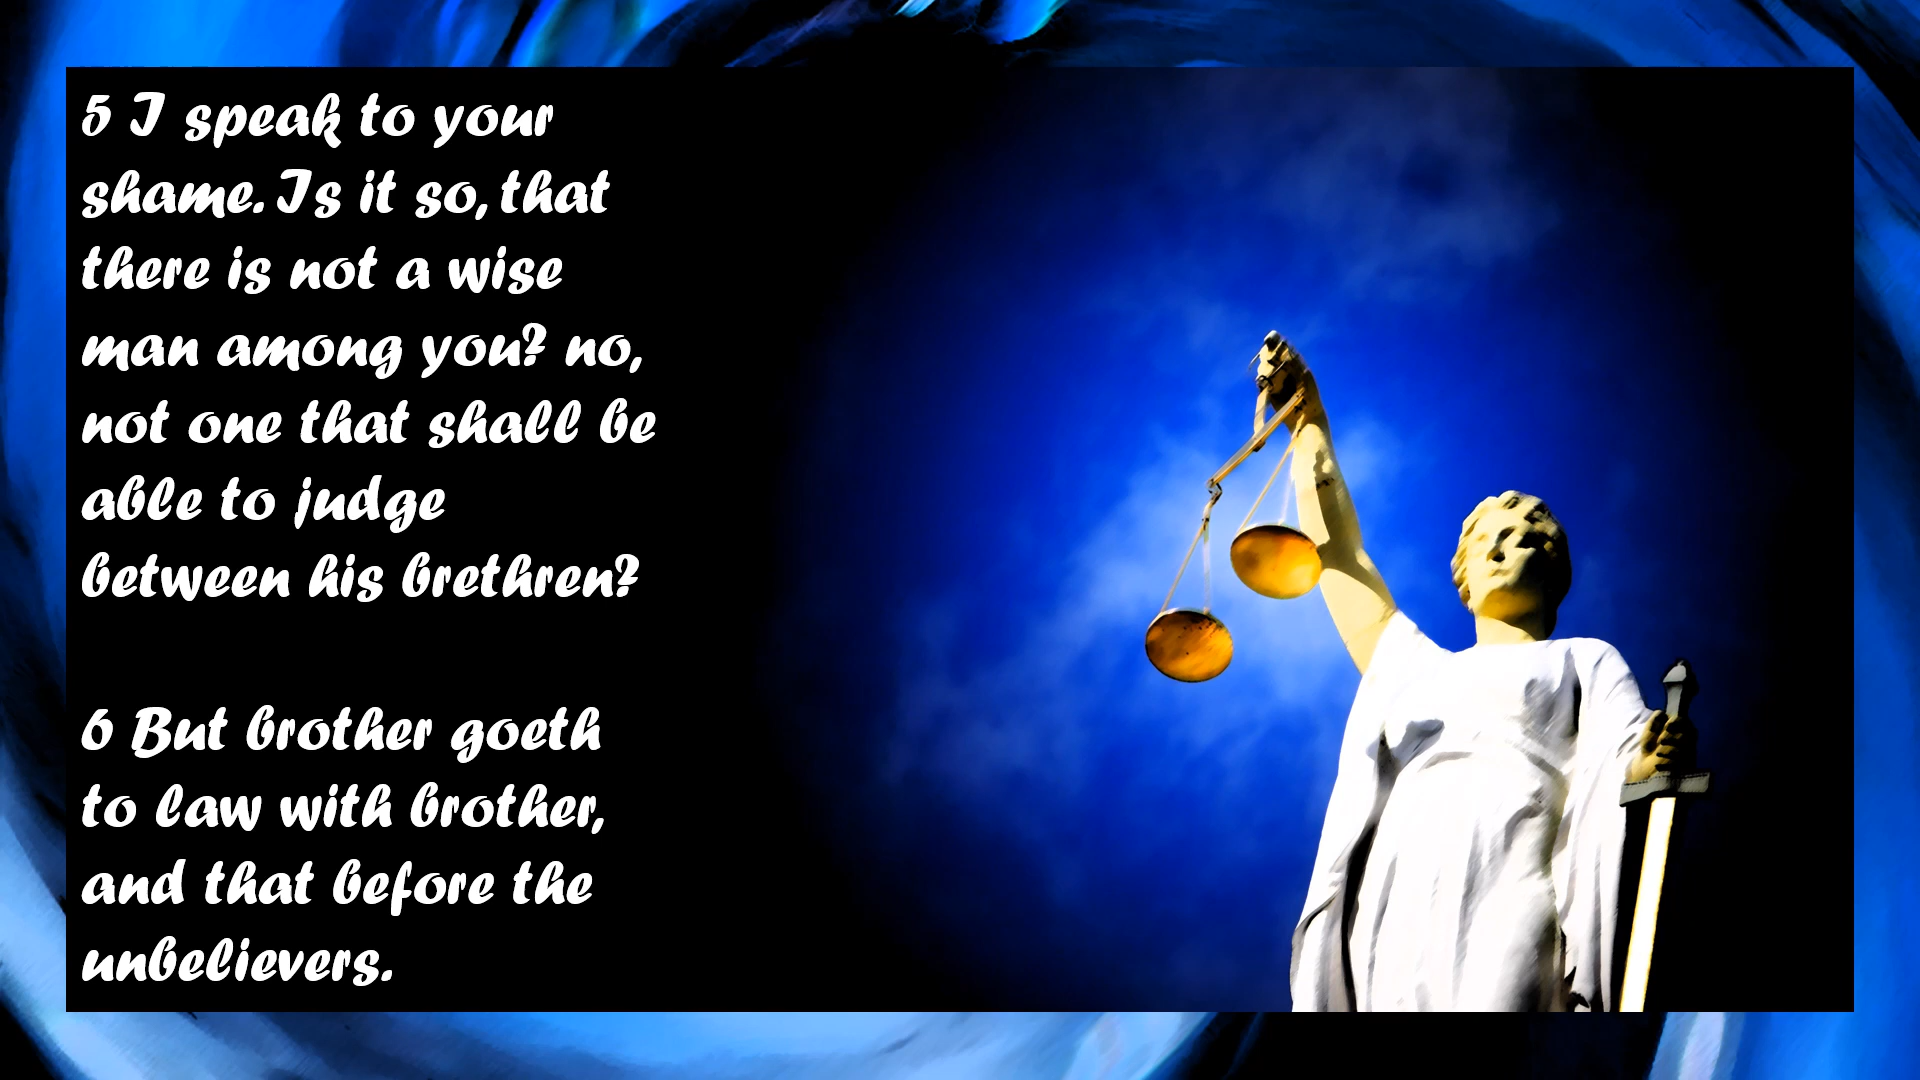 5 I speak to your
shame. Is it so, that
there is not a wise
man among you? no,
not one that shall be
able to judge
between his brethren?
6 But brother goeth
to law with brother,
and that before the
unbelievers.